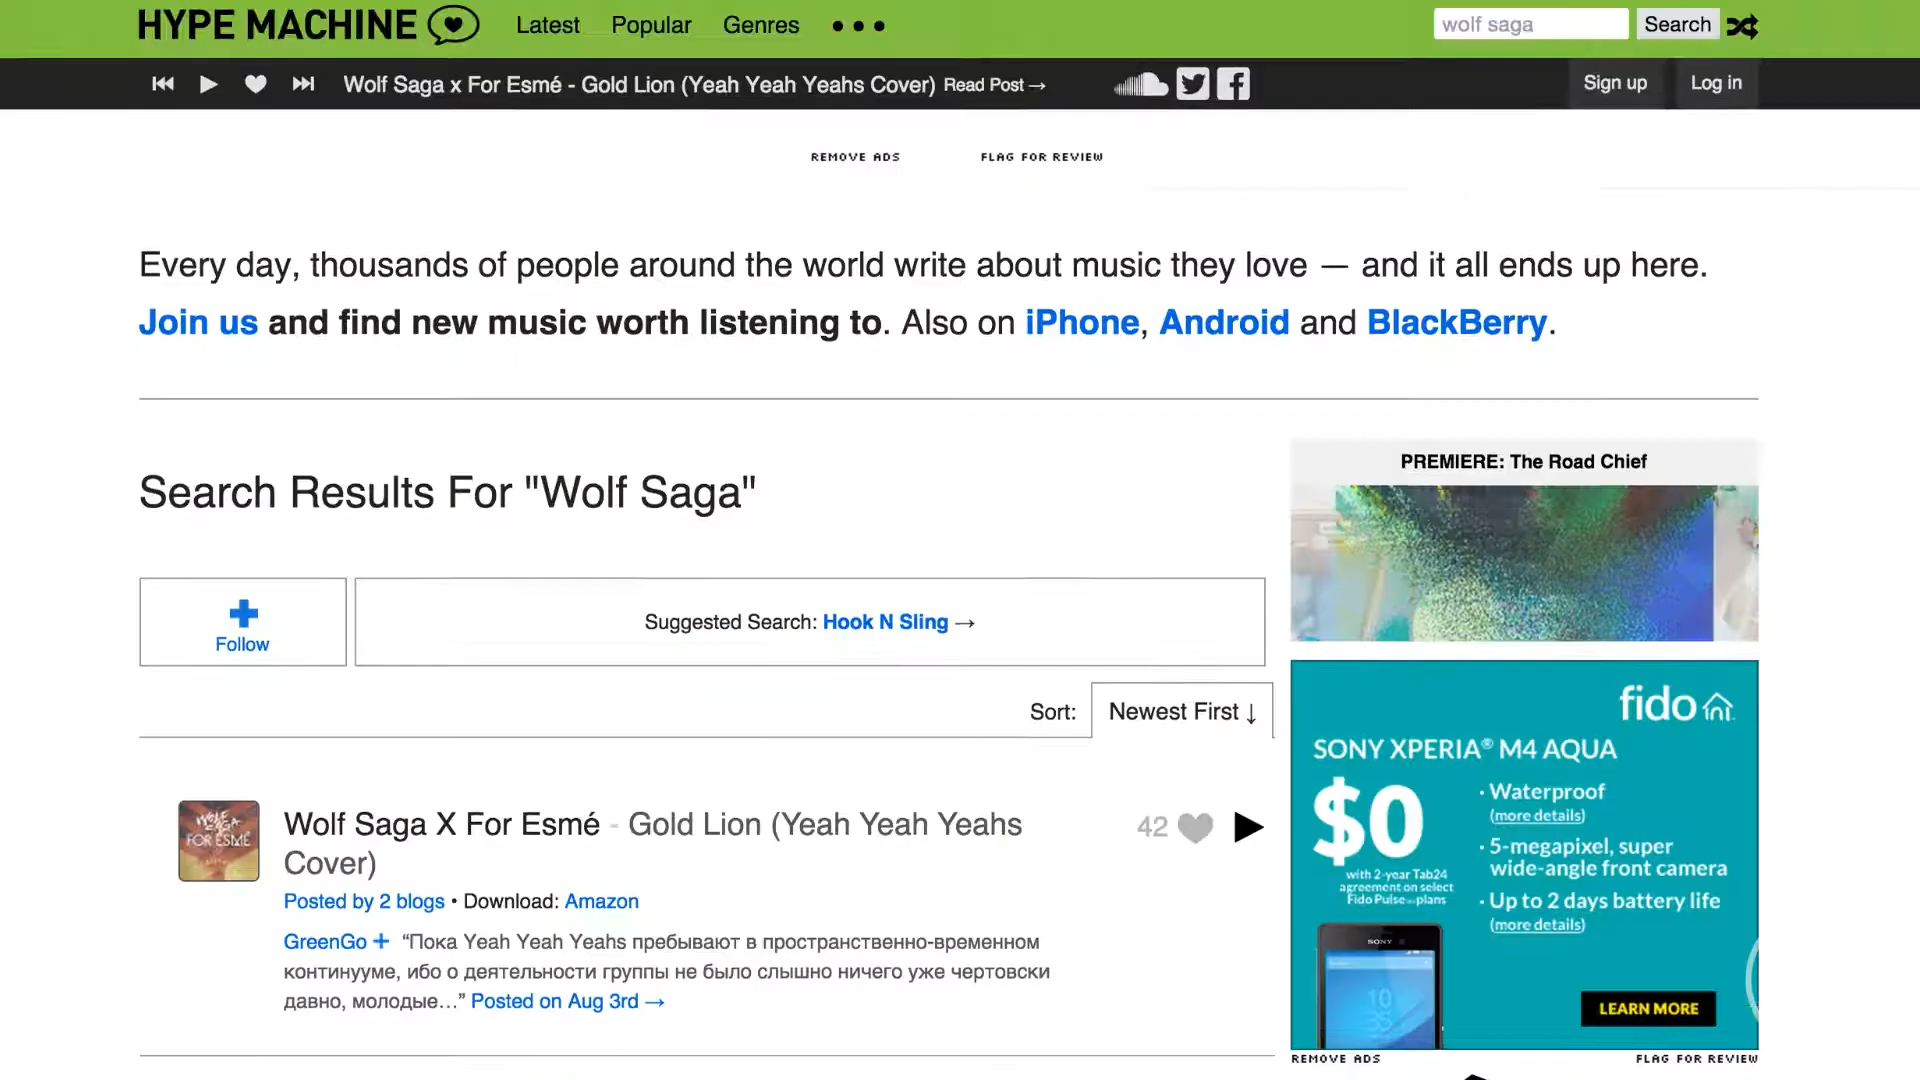 HYPE MACHINE Latest Popular Genres wolf saga Search
Wolf Saga x For Esmé - Gold Lion (Yeah Yeah Yeahs Cover) Read Post → Sign up Log in
REMOVE ADS FLAG FOR REVIEW
Every day, thousands of people around the world write about music they love — and it all ends up here.
Join us and find new music worth listening to. Also on iPhone, Android and BlackBerry.
Search Results For "Wolf Saga"
Follow
Suggested Search: Hook N Sling →
Sort: Newest First ↓
WOLF SAGA
FOR ESMÉ
Wolf Saga X For Esmé - Gold Lion (Yeah Yeah Yeahs
Cover)
42
Posted by 2 blogs • Download: Amazon
GreenGo + “Пока Yeah Yeah Yeahs пребывают в пространственно-временном
континууме, ибо о деятельности группы не было слышно ничего уже чертовски
давно, молодые…” Posted on Aug 3rd →
PREMIERE: The Road Chief
fido
SONY XPERIA® M4 AQUA
$0
with 2-year Tab24
agreement on select
Fido Pulse plans
· Waterproof
(more details)
· 5-megapixel, super
wide-angle front camera
· Up to 2 days battery life
(more details)
SONY
10
35
LEARN MORE
REMOVE ADS FLAG FOR REVIEW